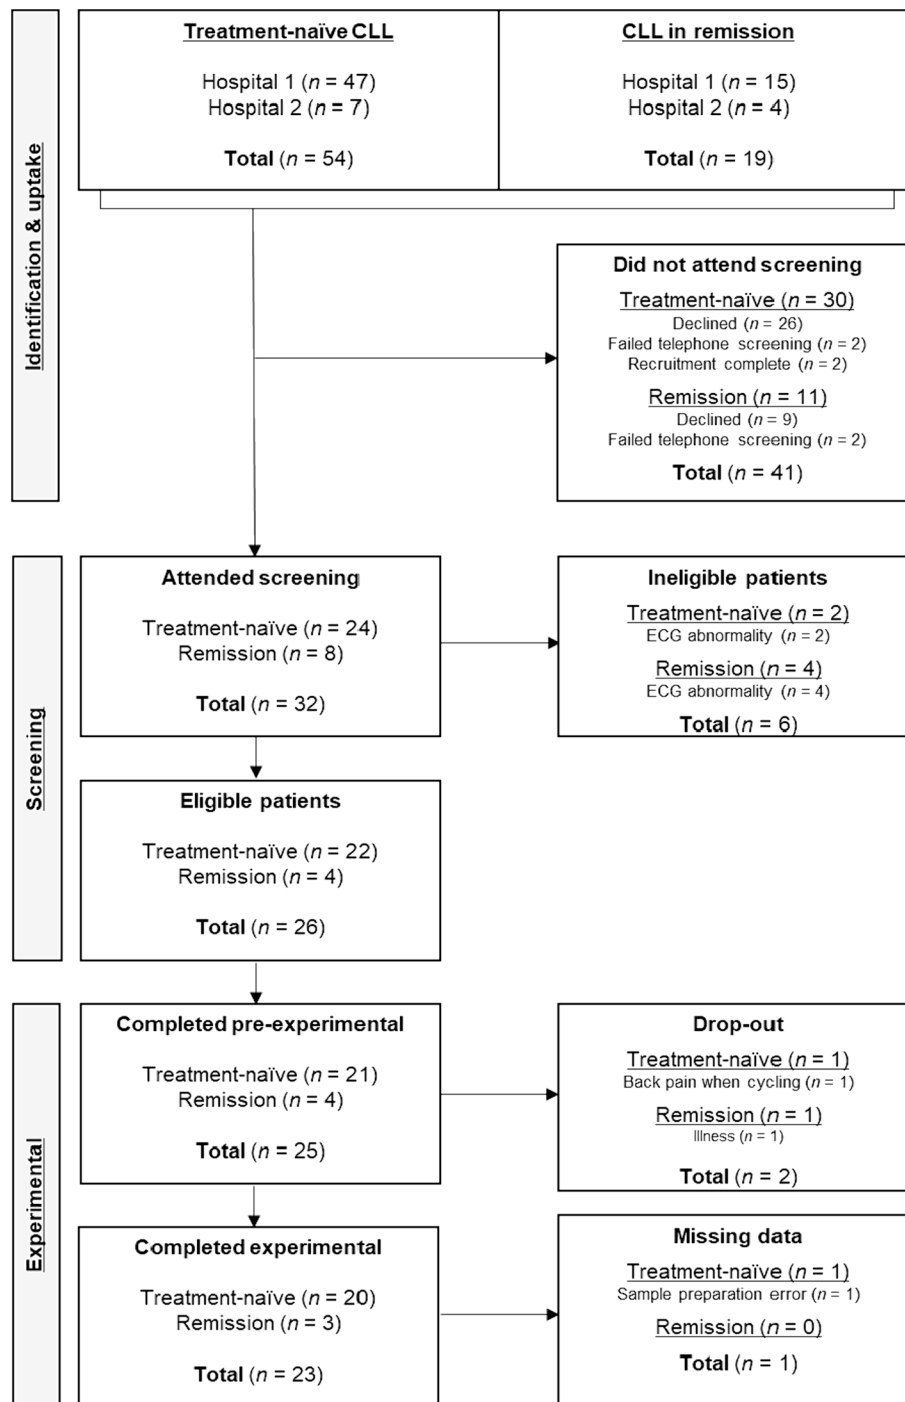 Identification & uptake
Treatment-naïve CLL
Hospital 1 (n = 47)
Hospital 2 (n = 7)
Total (n = 54)
CLL in remission
Hospital 1 (n = 15)
Hospital 2 (n = 4)
Total (n = 19)
Did not attend screening
Treatment-naïve (n = 30)
Declined (n = 26)
Failed telephone screening (n = 2)
Recruitment complete (n = 2)
Remission (n = 11)
Declined (n = 9)
Failed telephone screening (n = 2)
Total (n = 41)
Screening
Attended screening
Treatment-naïve (n = 24)
Remission (n = 8)
Total (n = 32)
Ineligible patients
Treatment-naïve (n = 2)
ECG abnormality (n = 2)
Remission (n = 4)
ECG abnormality (n = 4)
Total (n = 6)
Eligible patients
Treatment-naïve (n = 22)
Remission (n = 4)
Total (n = 26)
Experimental
Completed pre-experimental
Treatment-naïve (n = 21)
Remission (n = 4)
Total (n = 25)
Drop-out
Treatment-naïve (n = 1)
Back pain when cycling (n = 1)
Remission (n = 1)
Illness (n = 1)
Total (n = 2)
Completed experimental
Treatment-naïve (n = 20)
Remission (n = 3)
Total (n = 23)
Missing data
Treatment-naïve (n = 1)
Sample preparation error (n = 1)
Remission (n = 0)
Total (n = 1)